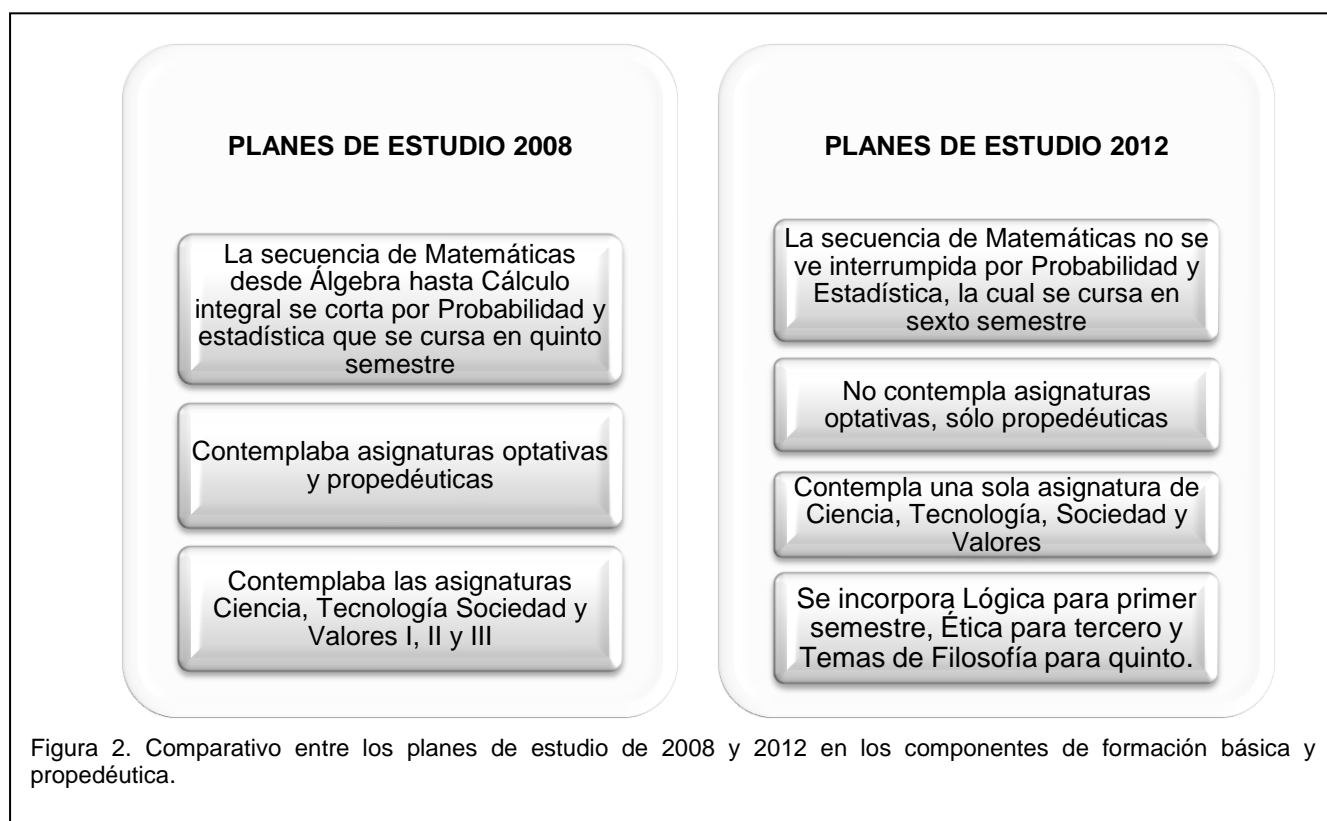 PLANES DE ESTUDIO 2008
La secuencia de Matemáticas
desde Álgebra hasta Cálculo
integral se corta por Probabilidad y
estadística que se cursa en quinto
semestre
Contemplaba asignaturas optativas
y propedéuticas
Contemplaba las asignaturas
Ciencia, Tecnología Sociedad y
Valores I, II y III
PLANES DE ESTUDIO 2012
La secuencia de Matemáticas no se
ve interrumpida por Probabilidad y
Estadística, la cual se cursa en
sexto semestre
No contempla asignaturas
optativas, sólo propedéuticas
Contempla una sola asignatura de
Ciencia, Tecnología, Sociedad y
Valores
Se incorpora Lógica para primer
semestre, Ética para tercero y
Temas de Filosofía para quinto.
Figura 2. Comparativo entre los planes de estudio de 2008 y 2012 en los componentes de formación básica y
propedéutica.